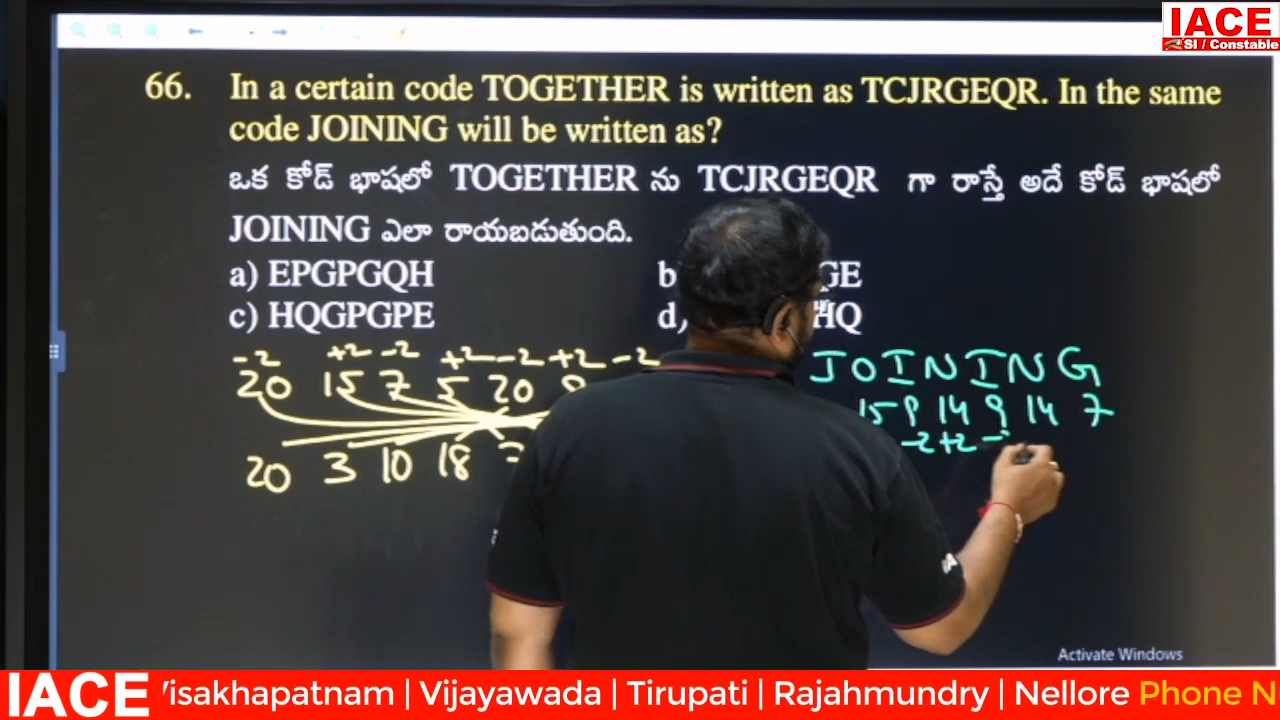 IACE
SI / Constable
66. In a certain code TOGETHER is written as TCJRGEQR. In the same
code JOINING will be written as?
ఒక కోడ్ భాషలో TOGETHER ను TCJRGEQR గా రాస్తే అదే కోడ్ భాషలో
JOINING ఎలా రాయబడుతుంది.
a) EPGPGQH b GE
c) HQGPGPE d) HQ
-2 +2 -2 +2 -2 +2 -2
20 15 7 5 20
20 3 10 18
JOINING
15 9 14 9 14 7
-2 +2
Activate Windows
IACE Visakhapatnam | Vijayawada | Tirupati | Rajahmundry | Nellore Phone N